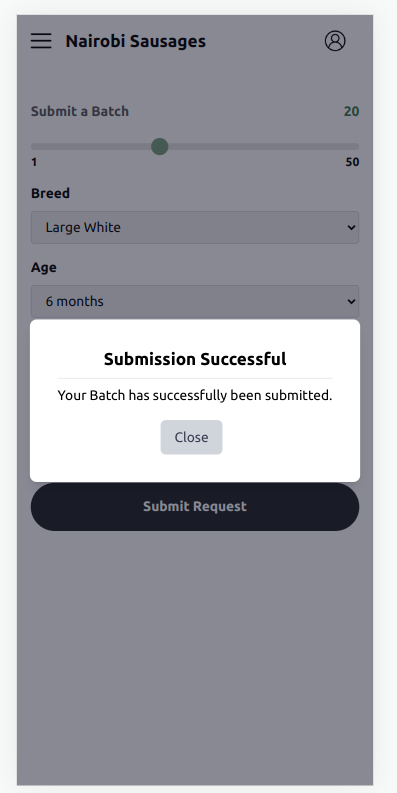 Nairobi Sausages
Submit a Batch 20
1 50
Breed
Large White
Age
6 months
Submission Successful
Your Batch has successfully been submitted.
Close
Submit Request